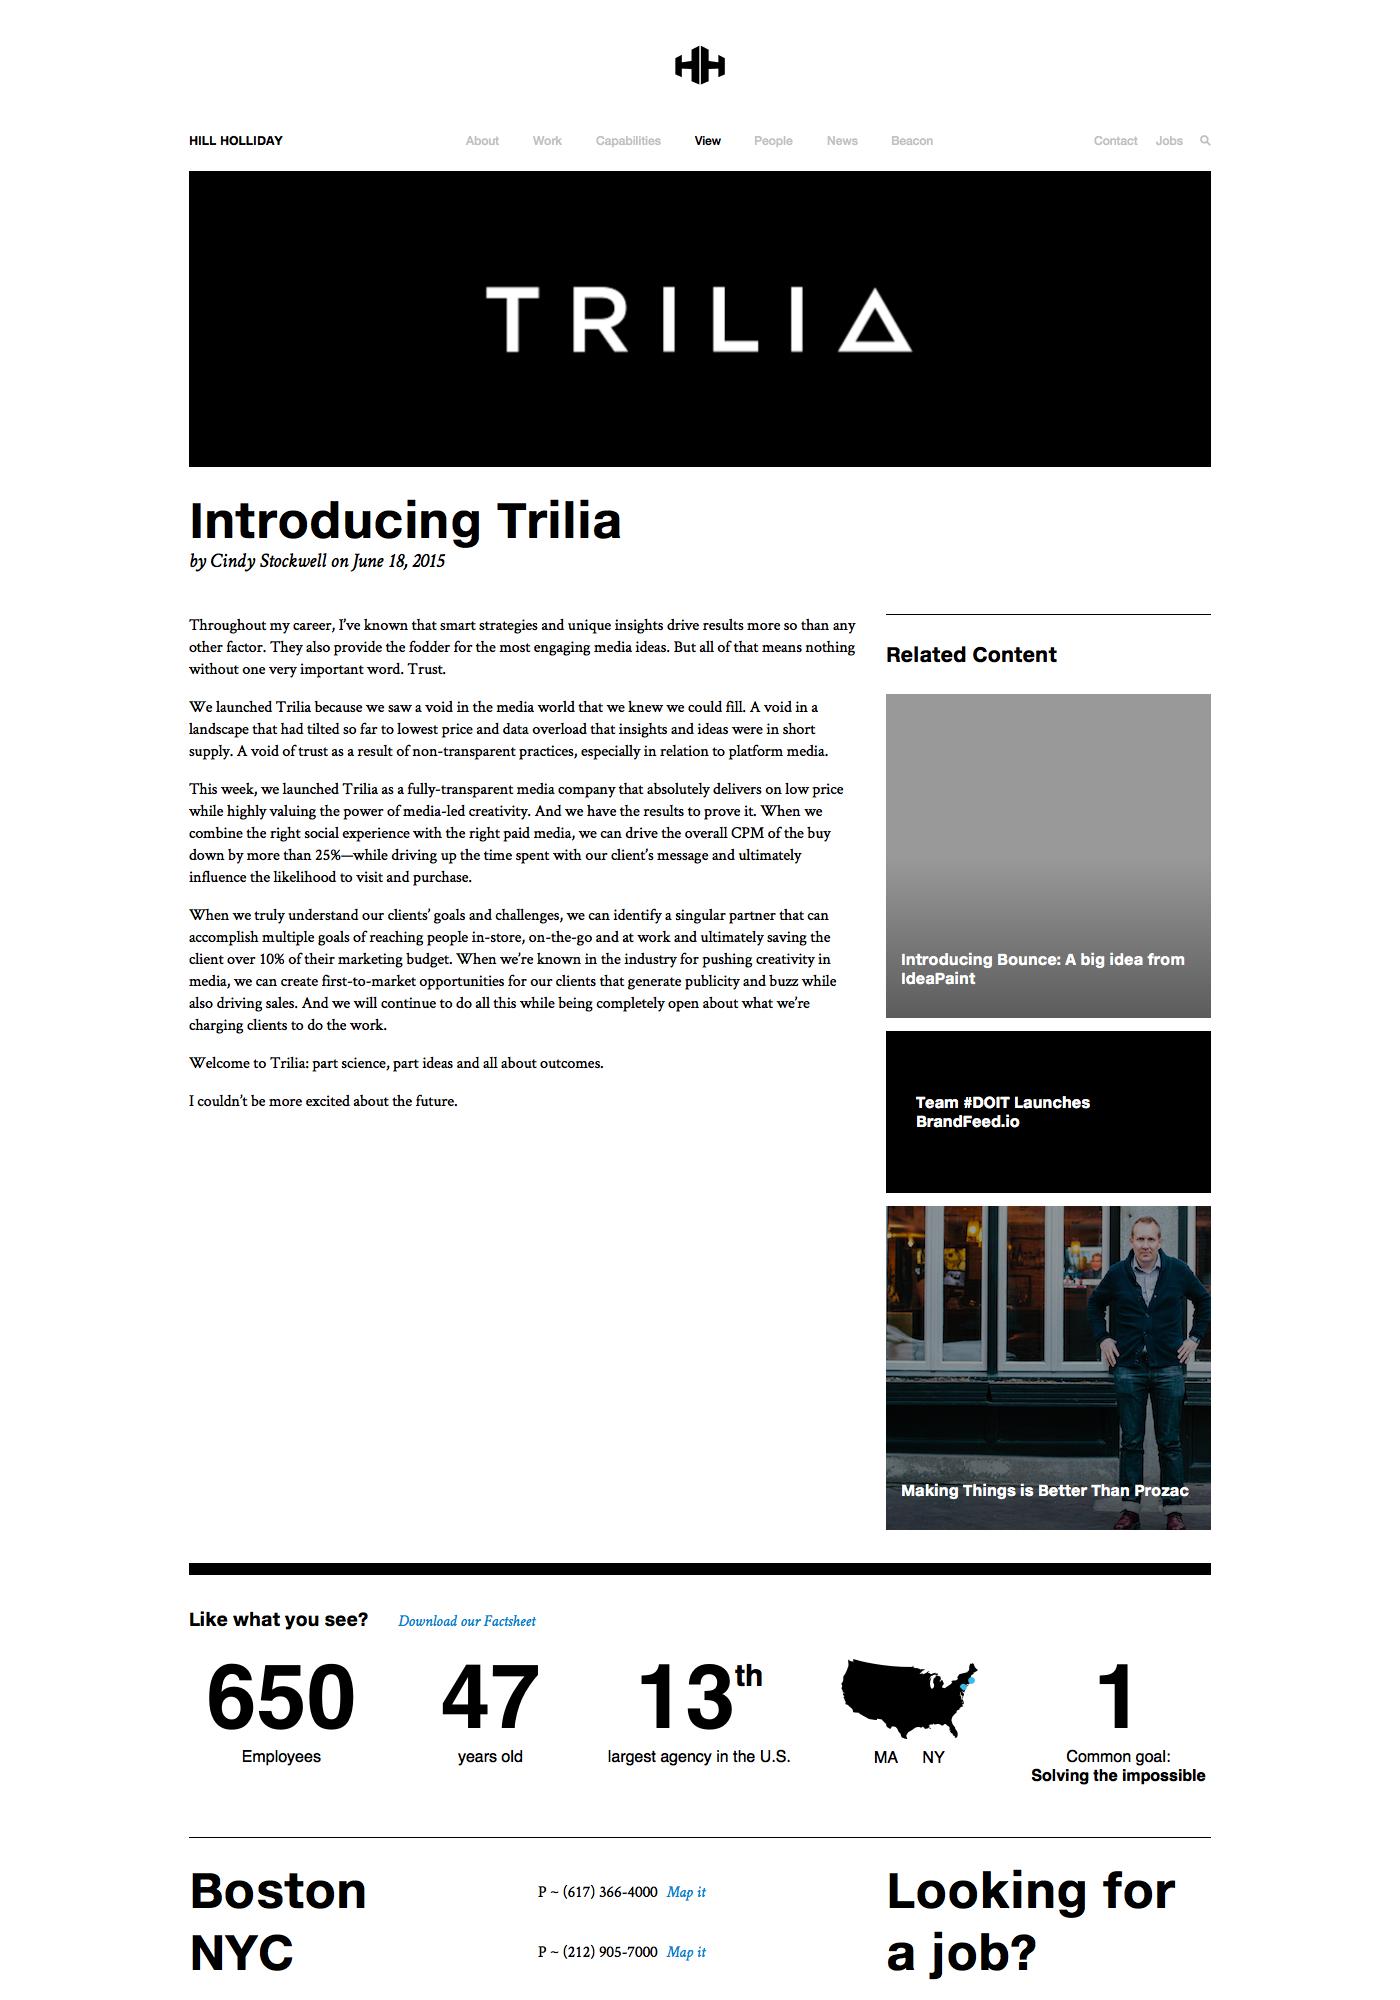 HH
HILL HOLLIDAY
About Work Capabilities View People News Beacon
Contact Jobs
TRILIA
Introducing Trilia
by Cindy Stockwell on June 18, 2015
Throughout my career, I’ve known that smart strategies and unique insights drive results more so than any
other factor. They also provide the fodder for the most engaging media ideas. But all of that means nothing
without one very important word. Trust.
We launched Trilia because we saw a void in the media world that we knew we could fill. A void in a
landscape that had tilted so far to lowest price and data overload that insights and ideas were in short
supply. A void of trust as a result of non-transparent practices, especially in relation to platform media.
This week, we launched Trilia as a fully-transparent media company that absolutely delivers on low price
while highly valuing the power of media-led creativity. And we have the results to prove it. When we
combine the right social experience with the right paid media, we can drive the overall CPM of the buy
down by more than 25%—while driving up the time spent with our client’s message and ultimately
influence the likelihood to visit and purchase.
When we truly understand our clients’ goals and challenges, we can identify a singular partner that can
accomplish multiple goals of reaching people in-store, on-the-go and at work and ultimately saving the
client over 10% of their marketing budget. When we’re known in the industry for pushing creativity in
media, we can create first-to-market opportunities for our clients that generate publicity and buzz while
also driving sales. And we will continue to do all this while being completely open about what we’re
charging clients to do the work.
Welcome to Trilia: part science, part ideas and all about outcomes.
I couldn’t be more excited about the future.
Related Content
Introducing Bounce: A big idea from
IdeaPaint
Team #DOIT Launches
BrandFeed.io
Making Things is Better Than Prozac
Like what you see? Download our Factsheet
650
Employees
47
years old
13th
largest agency in the U.S.
MA NY
1
Common goal:
Solving the impossible
Boston
P ~ (617) 366-4000 Map it
NYC
P ~ (212) 905-7000 Map it
Looking for
a job?